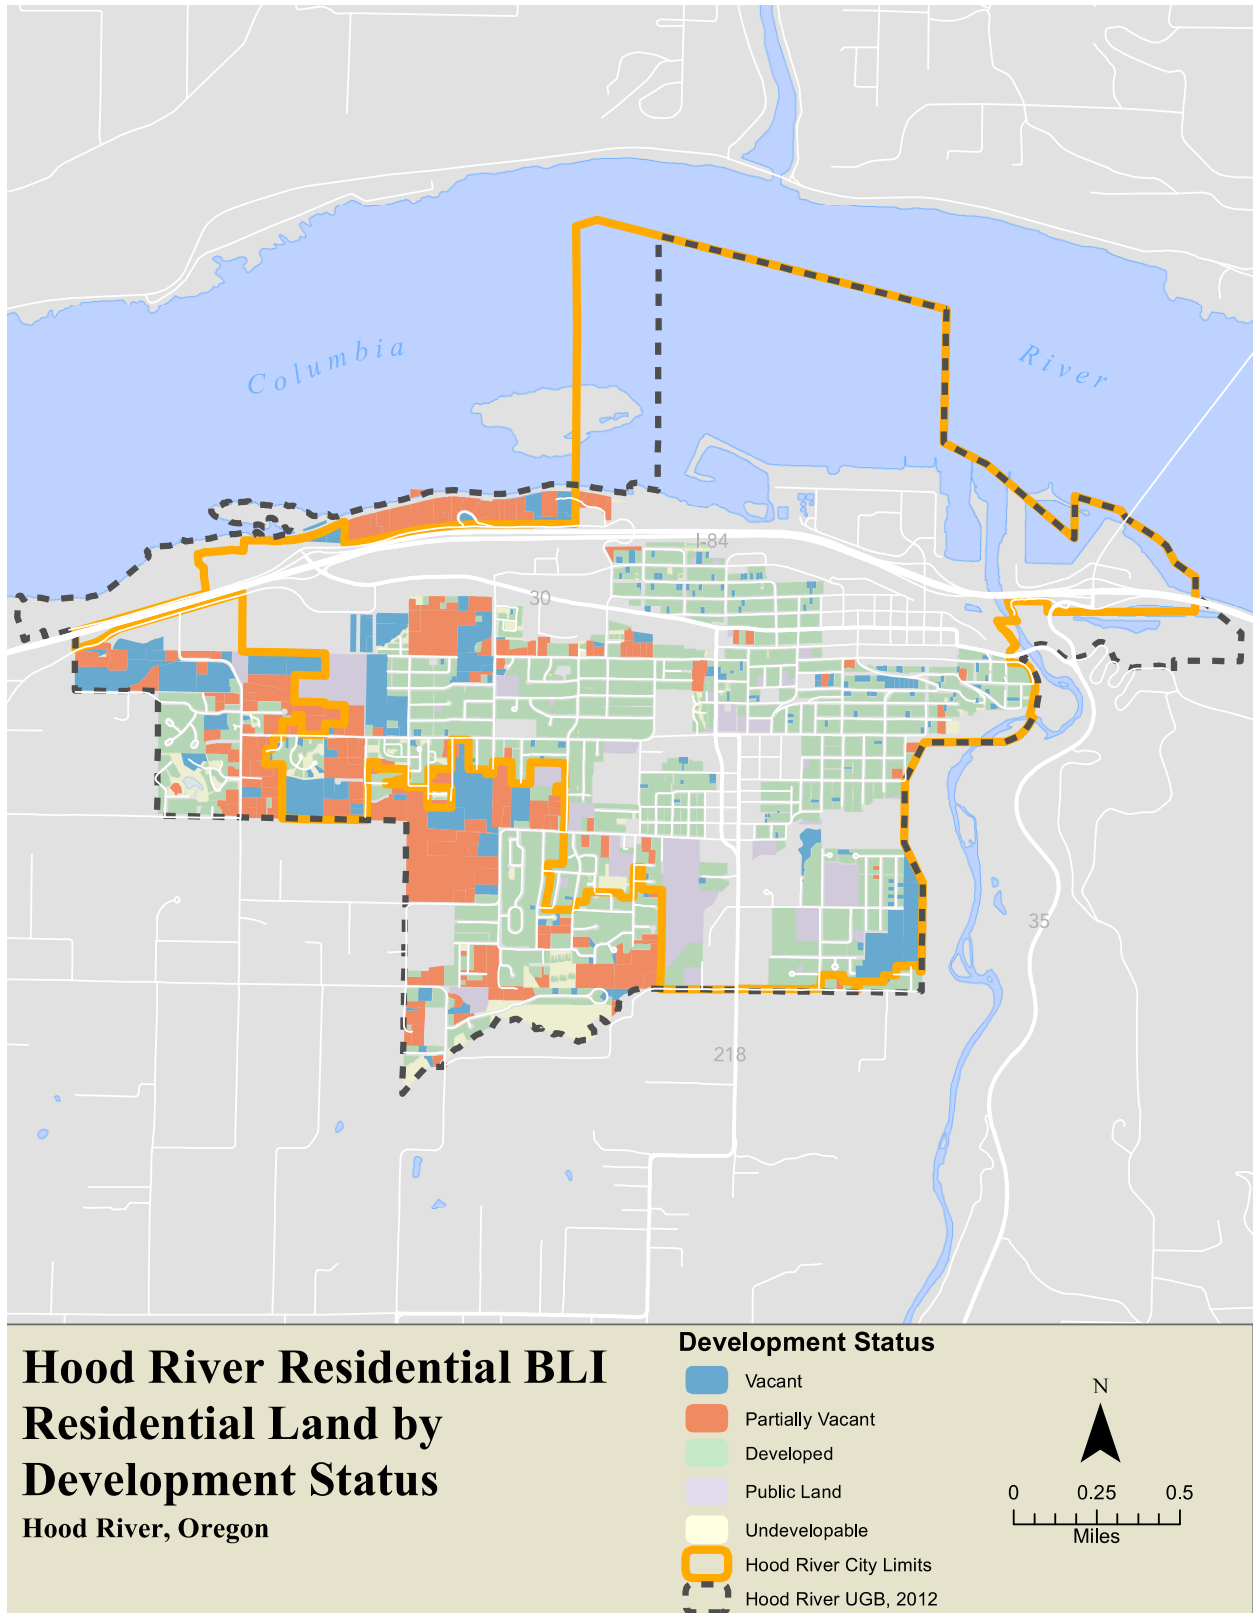 Columbia
River
I-84
30
35
218
Hood River Residential BLI
Residential Land by
Development Status
Hood River, Oregon
Development Status
Vacant
Partially Vacant
Developed
Public Land
Undevelopable
Hood River City Limits
Hood River UGB, 2012
N
0 0.25 0.5
Miles